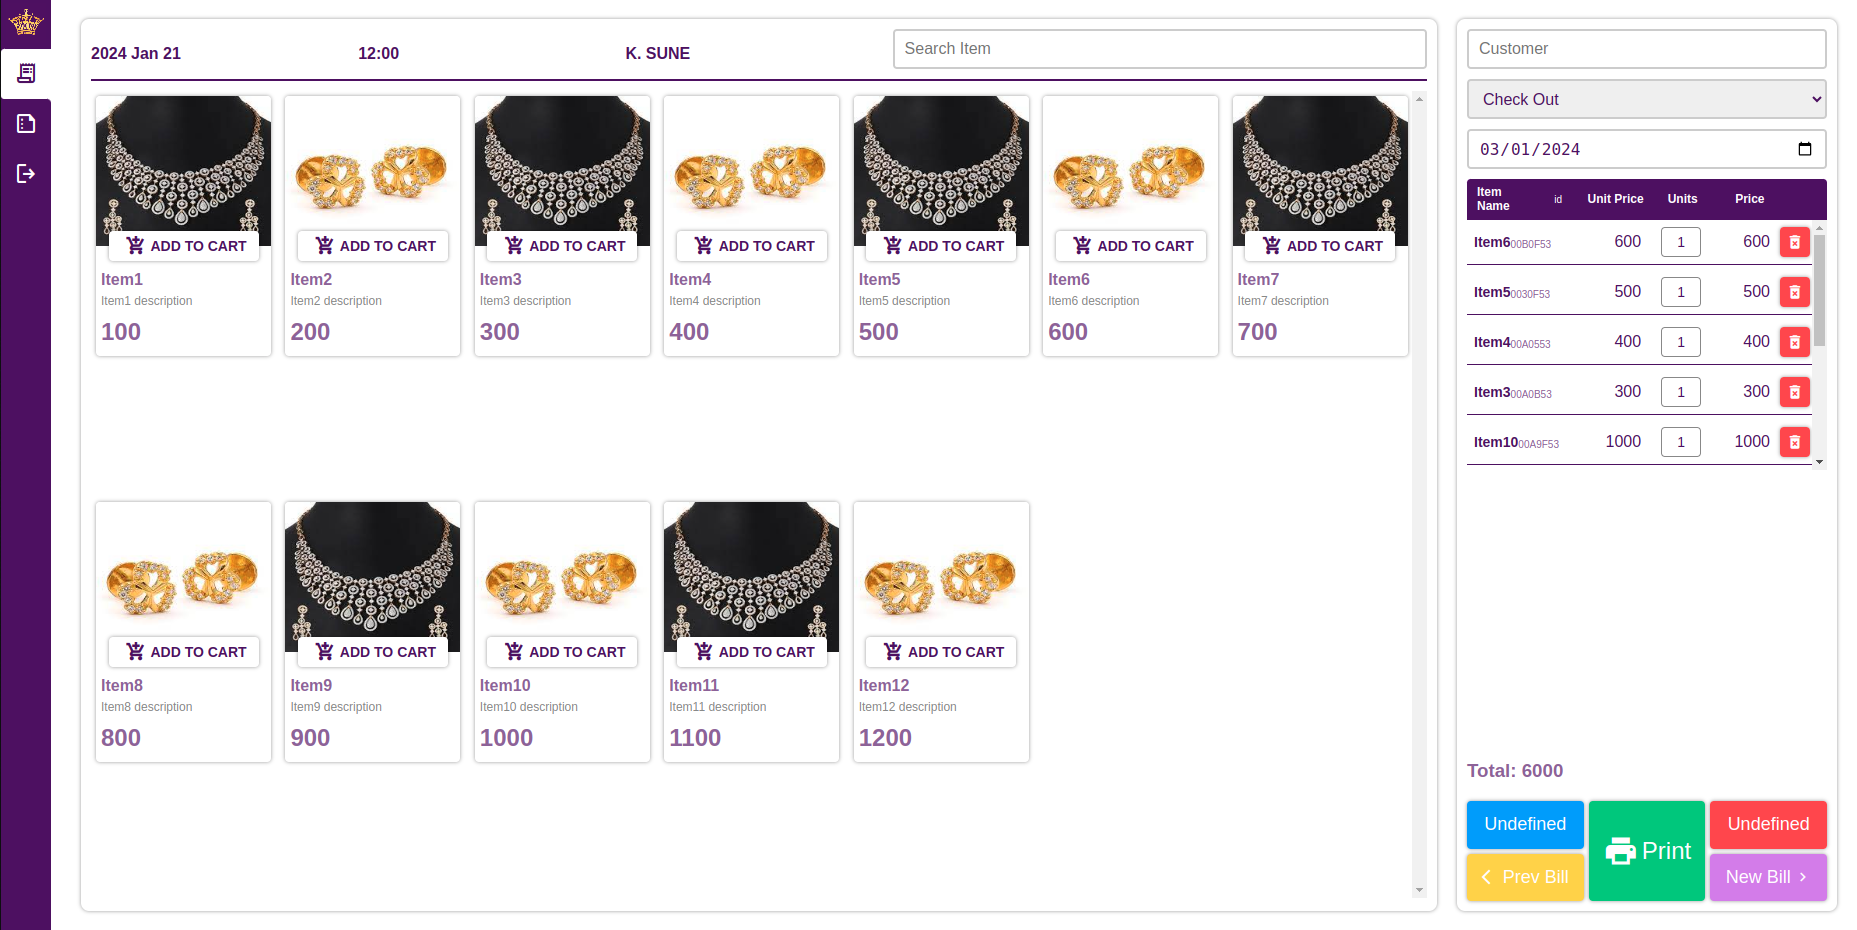 2024 Jan 21 12:00 K. SUNE Search Item
ADD TO CART ADD TO CART ADD TO CART ADD TO CART ADD TO CART ADD TO CART ADD TO CART
Item1 Item2 Item3 Item4 Item5 Item6 Item7
Item1 description Item2 description Item3 description Item4 description Item5 description Item6 description Item7 description
100 200 300 400 500 600 700
ADD TO CART ADD TO CART ADD TO CART ADD TO CART ADD TO CART
Item8 Item9 Item10 Item11 Item12
Item8 description Item9 description Item10 description Item11 description Item12 description
800 900 1000 1100 1200
Customer
Check Out
03/01/2024
Item Name id Unit Price Units Price
Item6 00B0F53 600 1 600
Item5 0030F53 500 1 500
Item4 00A0553 400 1 400
Item3 00A0B53 300 1 300
Item10 00A9F53 1000 1 1000
Total: 6000
Undefined Print Undefined
Prev Bill New Bill